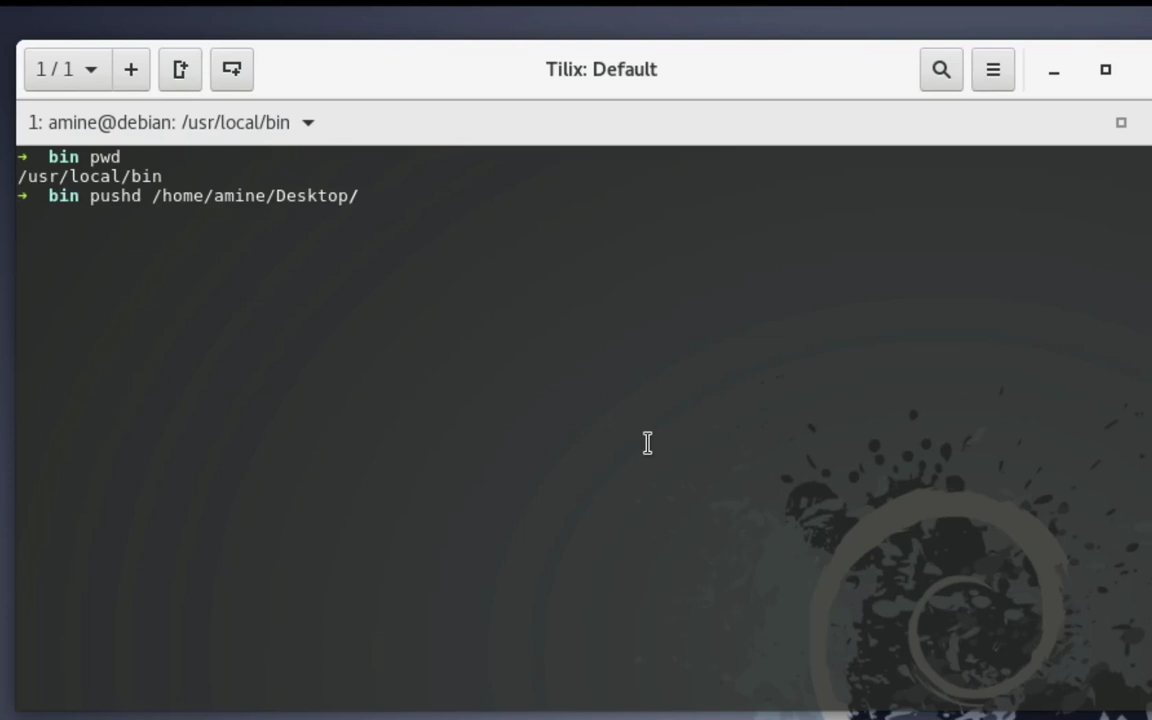 1 / 1
Tilix: Default
1: amine@debian: /usr/local/bin
➜ bin pwd
/usr/local/bin
➜ bin pushd /home/amine/Desktop/